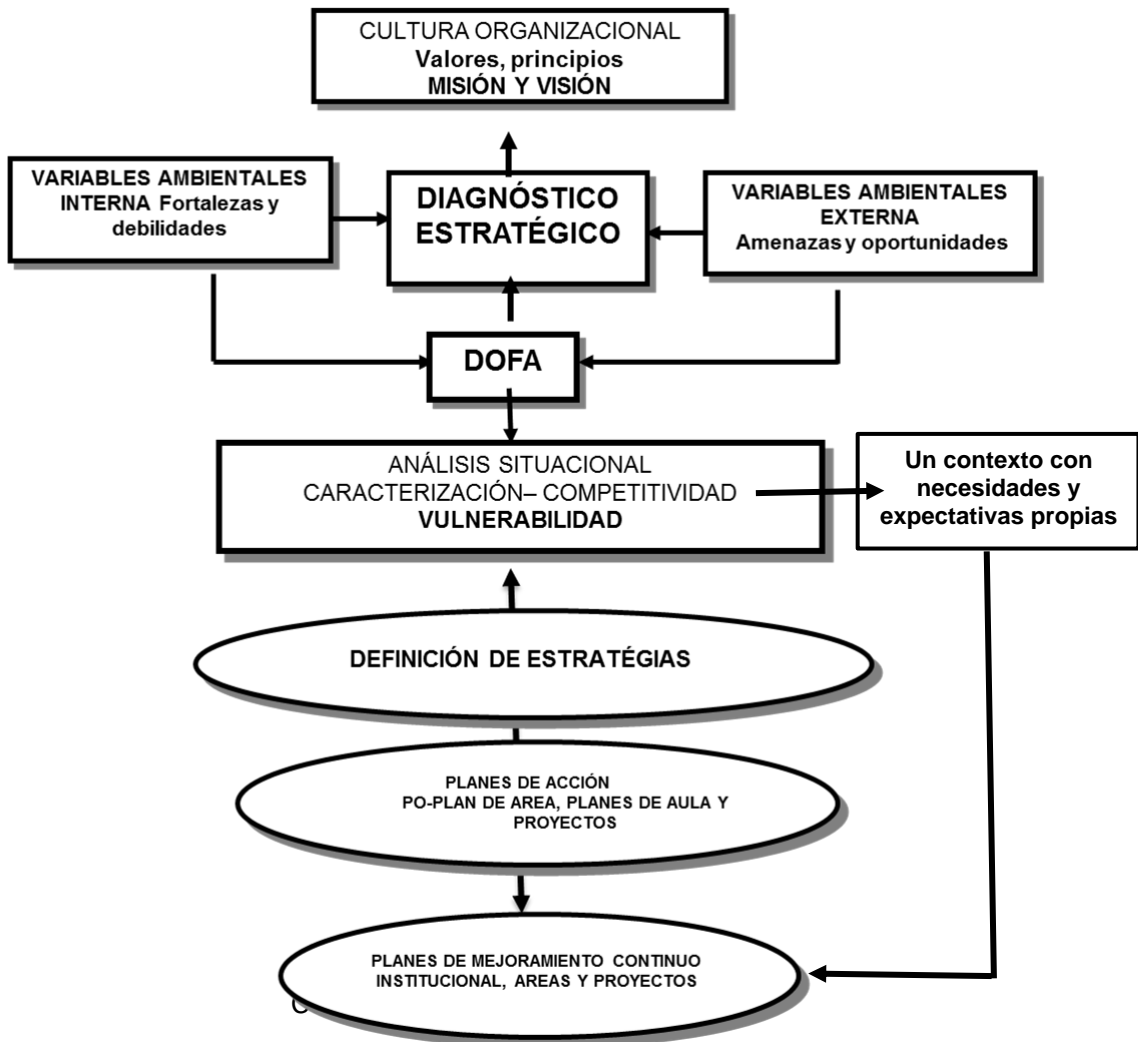 CULTURA ORGANIZACIONAL
Valores, principios
MISIÓN Y VISIÓN
VARIABLES AMBIENTALES
INTERNA Fortalezas y
debilidades
DIAGNÓSTICO
ESTRATÉGICO
VARIABLES AMBIENTALES
EXTERNA
Amenazas y oportunidades
DOFA
ANÁLISIS SITUACIONAL
CARACTERIZACIÓN– COMPETITIVIDAD
VULNERABILIDAD
Un contexto con
necesidades y
expectativas propias
DEFINICIÓN DE ESTRATÉGIAS
PLANES DE ACCIÓN
PO-PLAN DE AREA, PLANES DE AULA Y
PROYECTOS
PLANES DE MEJORAMIENTO CONTINUO
INSTITUCIONAL, AREAS Y PROYECTOS